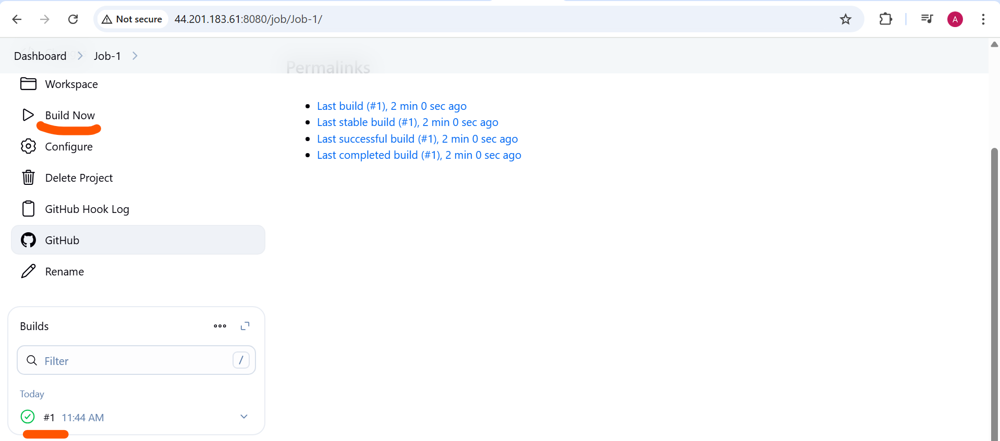 Not secure 44.201.183.61:8080/job/Job-1/ A
Dashboard Job-1
Permalinks
Workspace
Build Now
Configure
Delete Project
GitHub Hook Log
GitHub
Rename
Last build (#1), 2 min 0 sec ago
Last stable build (#1), 2 min 0 sec ago
Last successful build (#1), 2 min 0 sec ago
Last completed build (#1), 2 min 0 sec ago
Builds
Filter /
Today
#1 11:44 AM